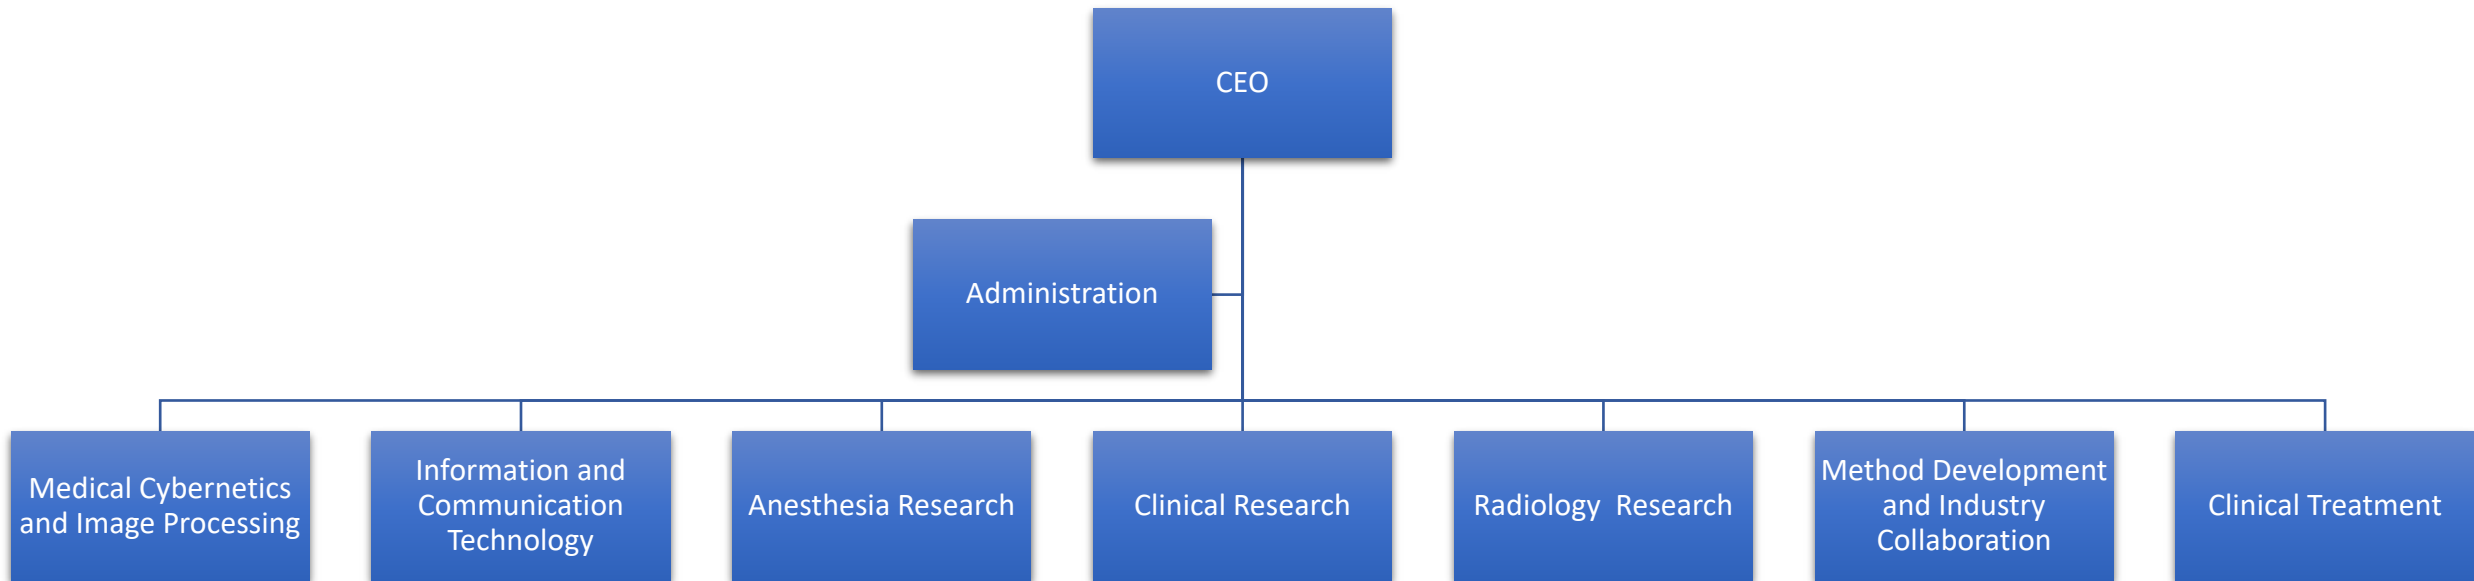 CEO
Administration
Medical Cybernetics
and Image Processing
Information and
Communication
Technology
Anesthesia Research
Clinical Research
Radiology  Research
Method Development
and Industry
Collaboration
Clinical Treatment